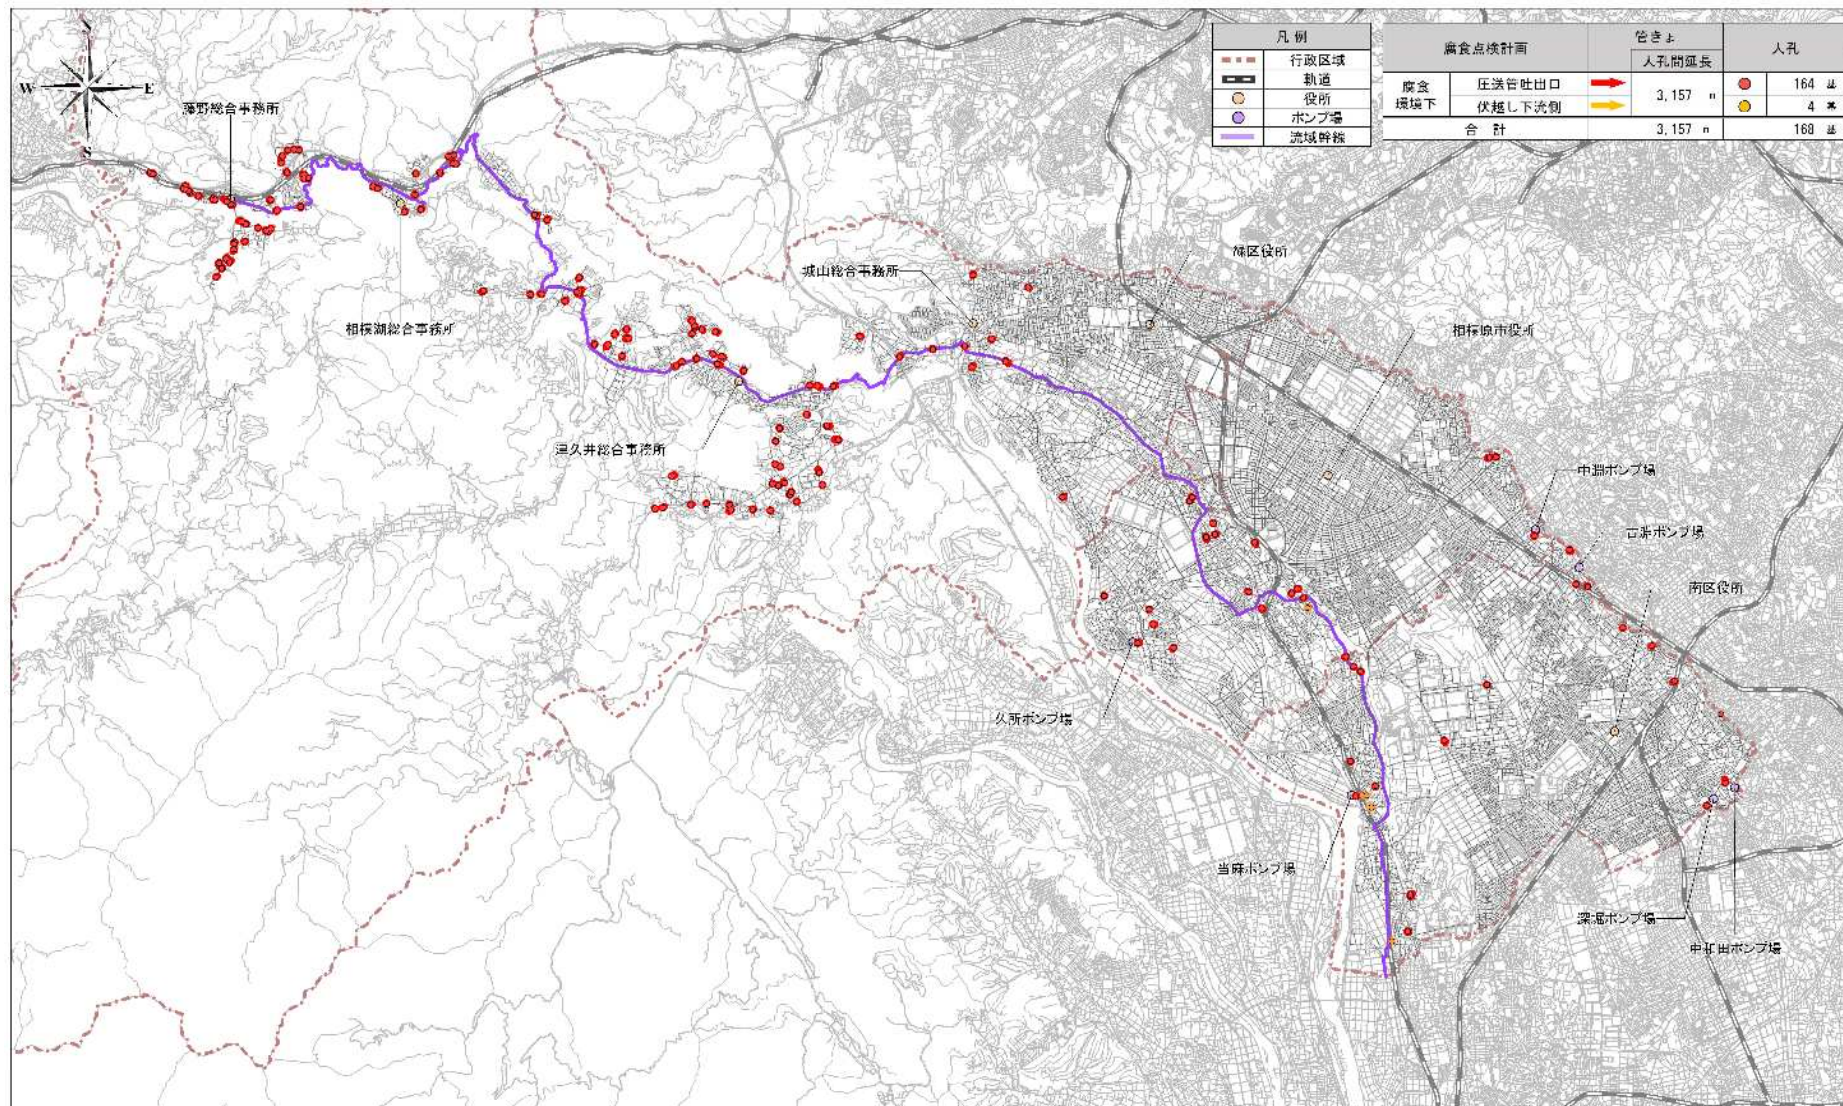 N
W E
S
凡例
行政区域
軌道
役所
ポンプ場
流域幹線
腐食点検計画 管きょ 人孔
人孔間延長
腐食環境下 圧送管吐出口 3,157 m 164 基
伏越し下流側 4 基
合計 3,157 m 168 基
藤野総合事務所
相模湖総合事務所
城山総合事務所
緑区役所
相模原市役所
津久井総合事務所
中淵ポンプ場
古淵ポンプ場
南区役所
久所ポンプ場
当麻ポンプ場
深堀ポンプ場
中和田ポンプ場